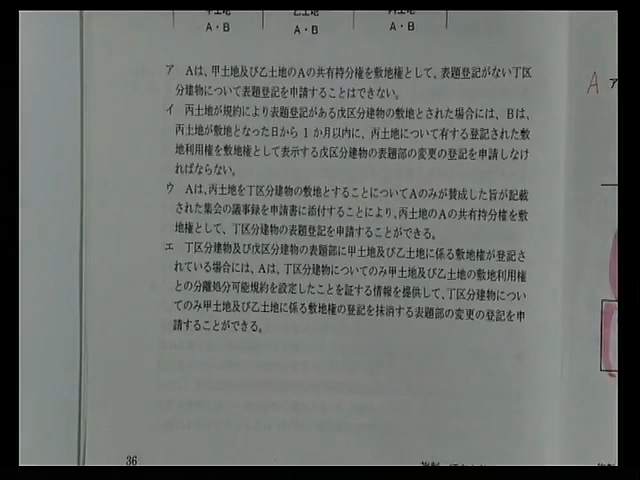 A・B A・B A・B
ア Aは、甲土地及び乙土地のAの共有持分権を敷地権として、表題登記がない丁区
分建物について表題登記を申請することはできない。
イ 丙土地が規約により表題登記がある戊区分建物の敷地とされた場合には、Bは、
丙土地が敷地となった日から1か月以内に、丙土地について有する登記された敷
地利用権を敷地権として表示する戊区分建物の表題部の変更の登記を申請しなけ
ればならない。
ウ Aは、丙土地を丁区分建物の敷地とすることについてAのみが賛成した旨が記載
された集会の議事録を申請書に添付することにより、丙土地のAの共有持分権を敷
地権として、丁区分建物の表題登記を申請することができる。
エ 丁区分建物及び戊区分建物の表題部に甲土地及び乙土地に係る敷地権が登記さ
れている場合には、Aは、丁区分建物についてのみ甲土地及び乙土地の敷地利用権
との分離処分可能規約を設定したことを証する情報を提供して、丁区分建物につい
てのみ甲土地及び乙土地に係る敷地権の登記を抹消する表題部の変更の登記を申
請することができる。
36
A ア